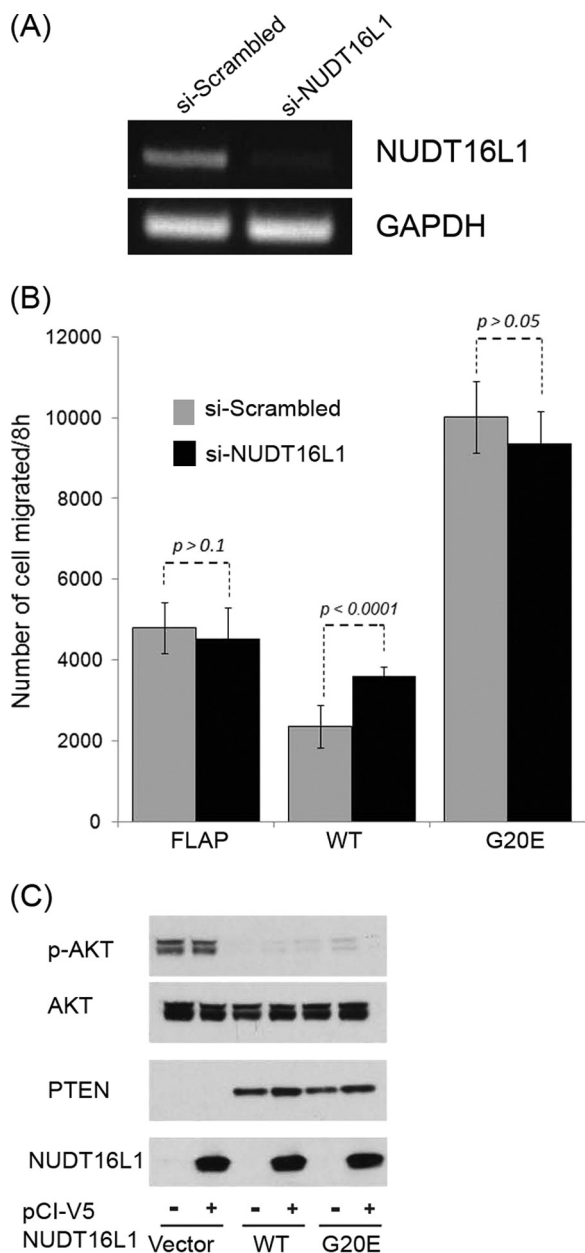 (A)
si-Scrambled
si-NUDT16L1
NUDT16L1
GAPDH
(B)
12000
10000
8000
6000
4000
2000
0
Number of cell migrated/8h
si-Scrambled
si-NUDT16L1
p > 0.1
p < 0.0001
p > 0.05
FLAP
WT
G20E
(C)
p-AKT
AKT
PTEN
NUDT16L1
pCI-V5 - + - + - +
NUDT16L1 Vector WT G20E